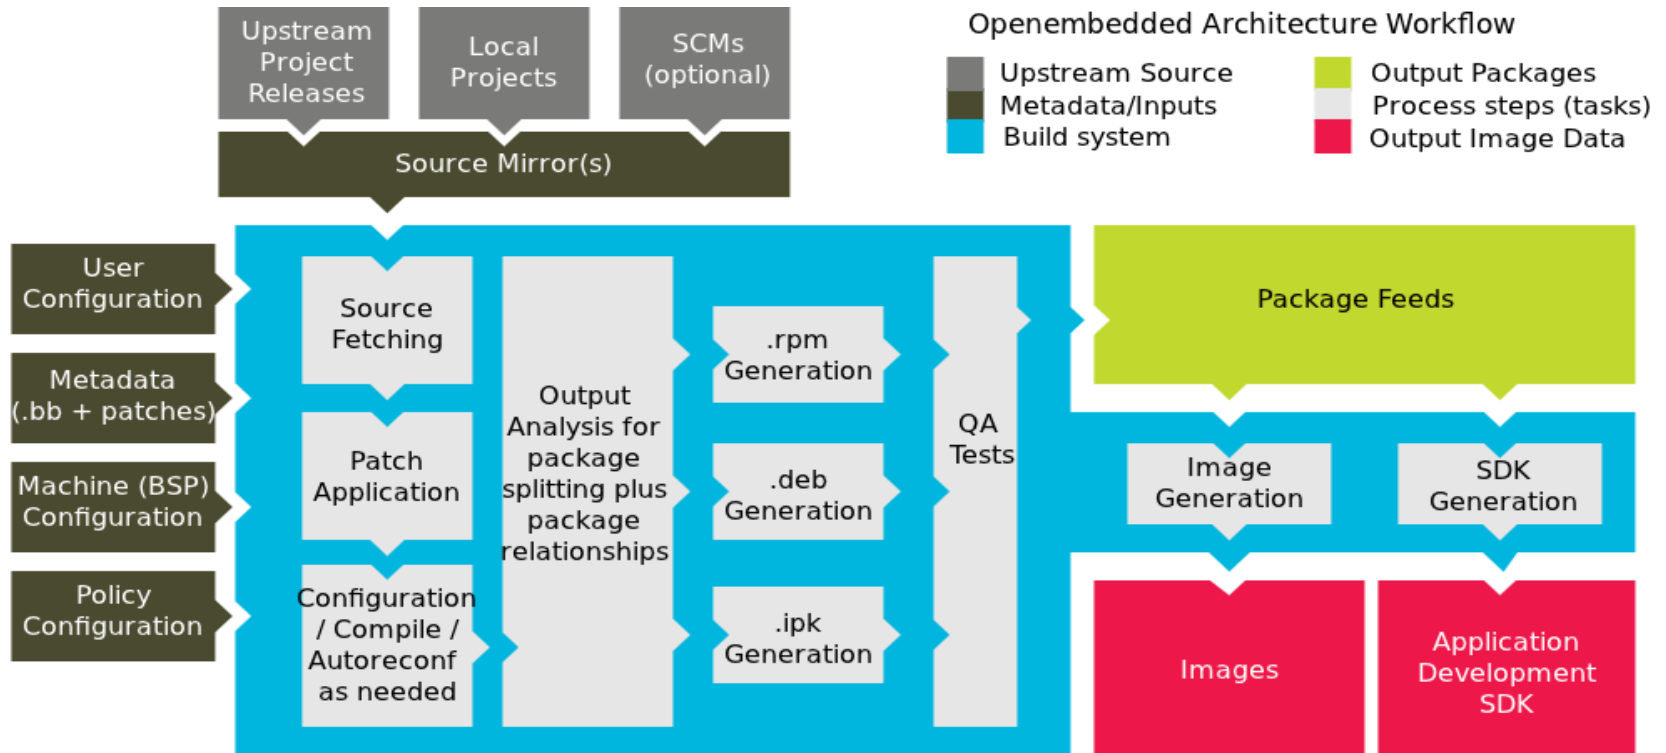 Openembedded Architecture Workflow
Upstream Source
Metadata/Inputs
Build system
Output Packages
Process steps (tasks)
Output Image Data
Upstream
Project
Releases
Local
Projects
SCMs
(optional)
Source Mirror(s)
User
Configuration
Metadata
(.bb + patches)
Machine (BSP)
Configuration
Policy
Configuration
Source
Fetching
Patch
Application
Configuration
/ Compile /
Autoreconf
as needed
Output
Analysis for
package
splitting plus
package
relationships
.rpm
Generation
.deb
Generation
.ipk
Generation
QA
Tests
Package Feeds
Image
Generation
SDK
Generation
Images
Application
Development
SDK